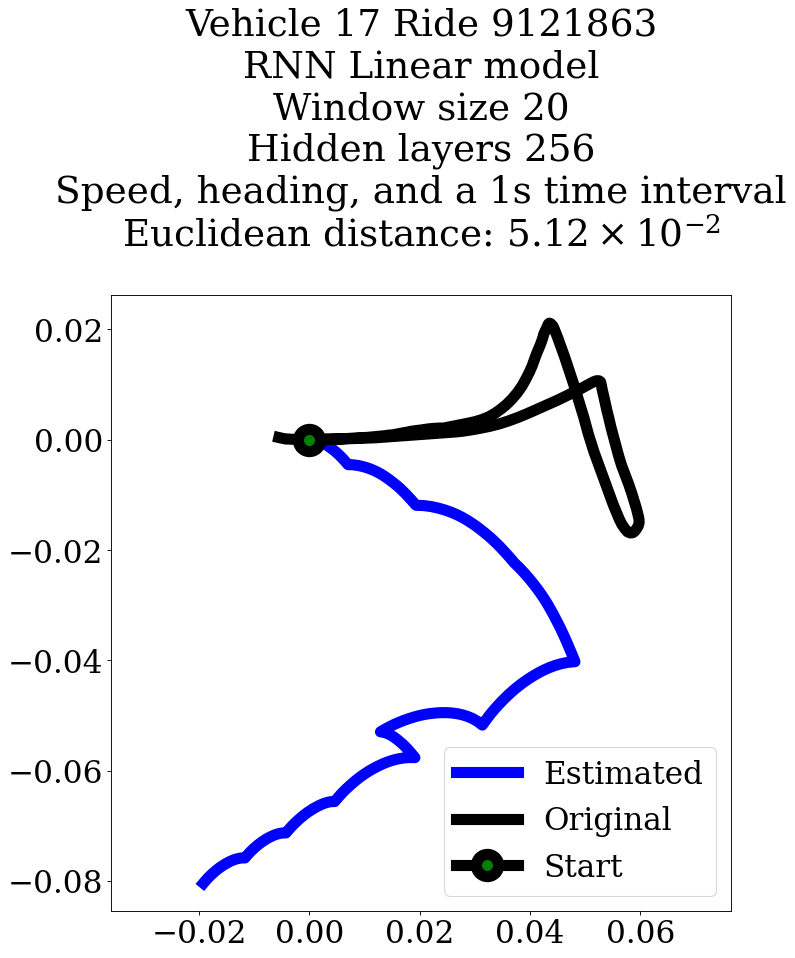 Vehicle 17 Ride 9121863
RNN Linear model
Window size 20
Hidden layers 256
Speed, heading, and a 1s time interval
Euclidean distance: 5.12 × 10⁻²
0.02
0.00
−0.02
−0.04
−0.06
−0.08
Estimated
Original
Start
−0.02 0.00 0.02 0.04 0.06